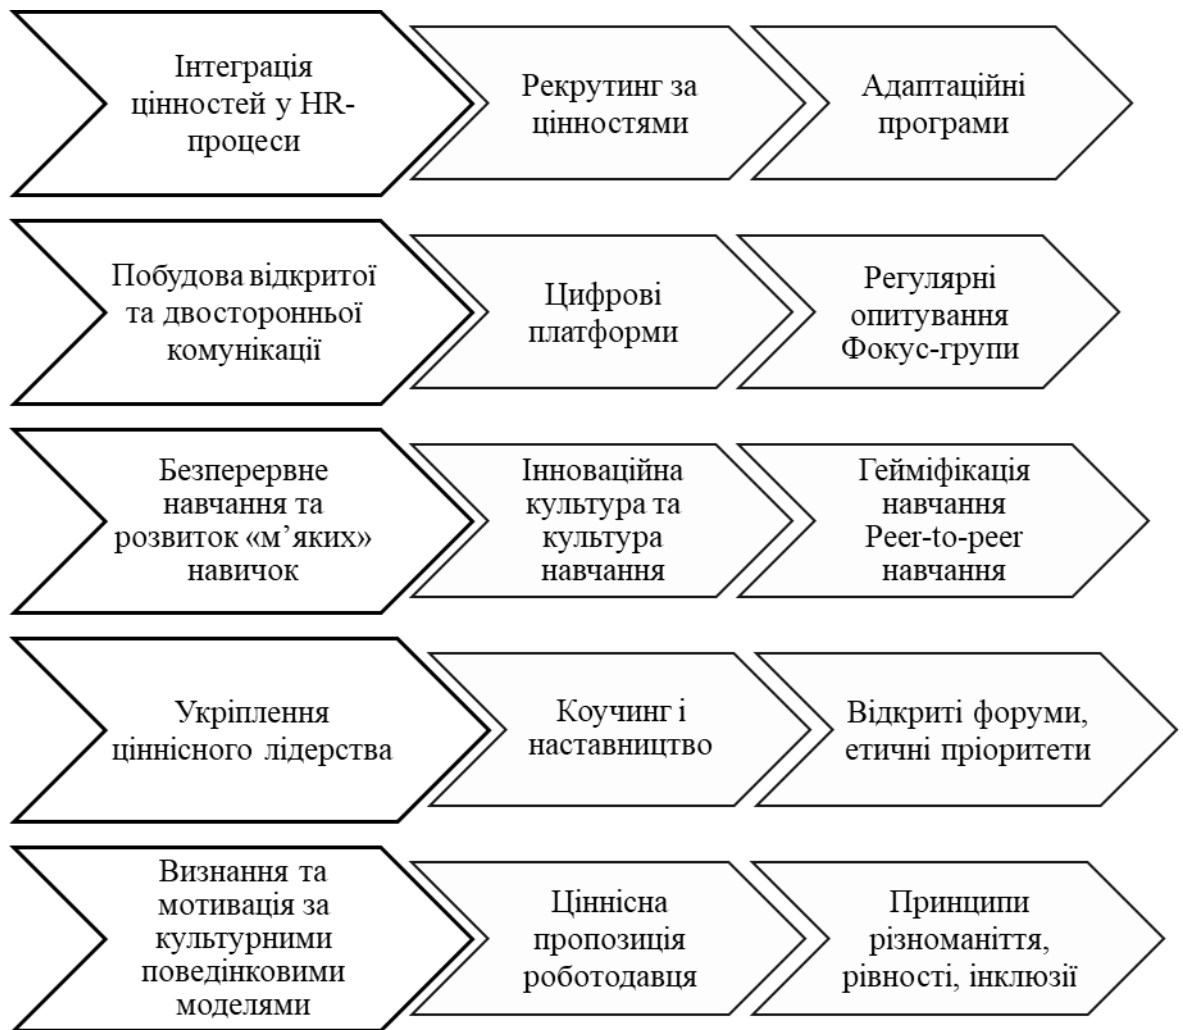 Інтеграція
цінностей у HR-
процеси
Рекрутинг за
цінностями
Адаптаційні
програми
Побудова відкритої
та двосторонньої
комунікації
Цифрові
платформи
Регулярні
опитування
Фокус-групи
Безперервне
навчання та
розвиток «м’яких»
навичок
Інноваційна
культура та
культура
навчання
Гейміфікація
навчання
Peer-to-peer
навчання
Укріплення
ціннісного лідерства
Коучинг і
наставництво
Відкриті форуми,
етичні пріоритети
Визнання та
мотивація за
культурними
поведінковими
моделями
Ціннісна
пропозиція
роботодавця
Принципи
різноманіття,
рівності, інклюзії